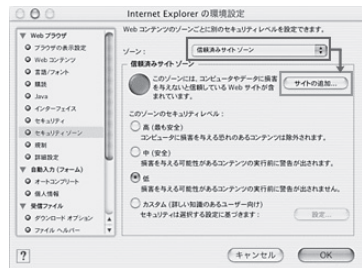 Internet Explorer の環境設定
▼ Web ブラウザ
ブラウザの表示設定
Web コンテンツ
言語/フォント
購読
Java
インターフェイス
セキュリティ
セキュリティゾーン
規制
詳細設定
▼ 自動入力 (フォーム)
オートコンプリート
個人情報
▼ 受信ファイル
ダウンロード オプション
ファイル ヘルパー
Web コンテンツのゾーンごとに別のセキュリティレベルを設定できます。
ゾーン:
信頼済みサイト ゾーン
信頼済みサイト ゾーン
このゾーンには、コンピュータやデータに損害
を与えないと信頼している Web サイトが含
まれています。
サイトの追加...
このゾーンのセキュリティレベル:
高 (最も安全)
コンピュータに損害を与える恐れのあるコンテンツは除外されます。
中 (安全)
損害を与える可能性があるコンテンツの実行前に警告が出されます。
低
損害を与える可能性があるコンテンツの実行前に警告が出されません。
カスタム (詳しい知識のあるユーザー向け)
セキュリティは選択する設定に基づきます:
設定...
?
キャンセル
OK